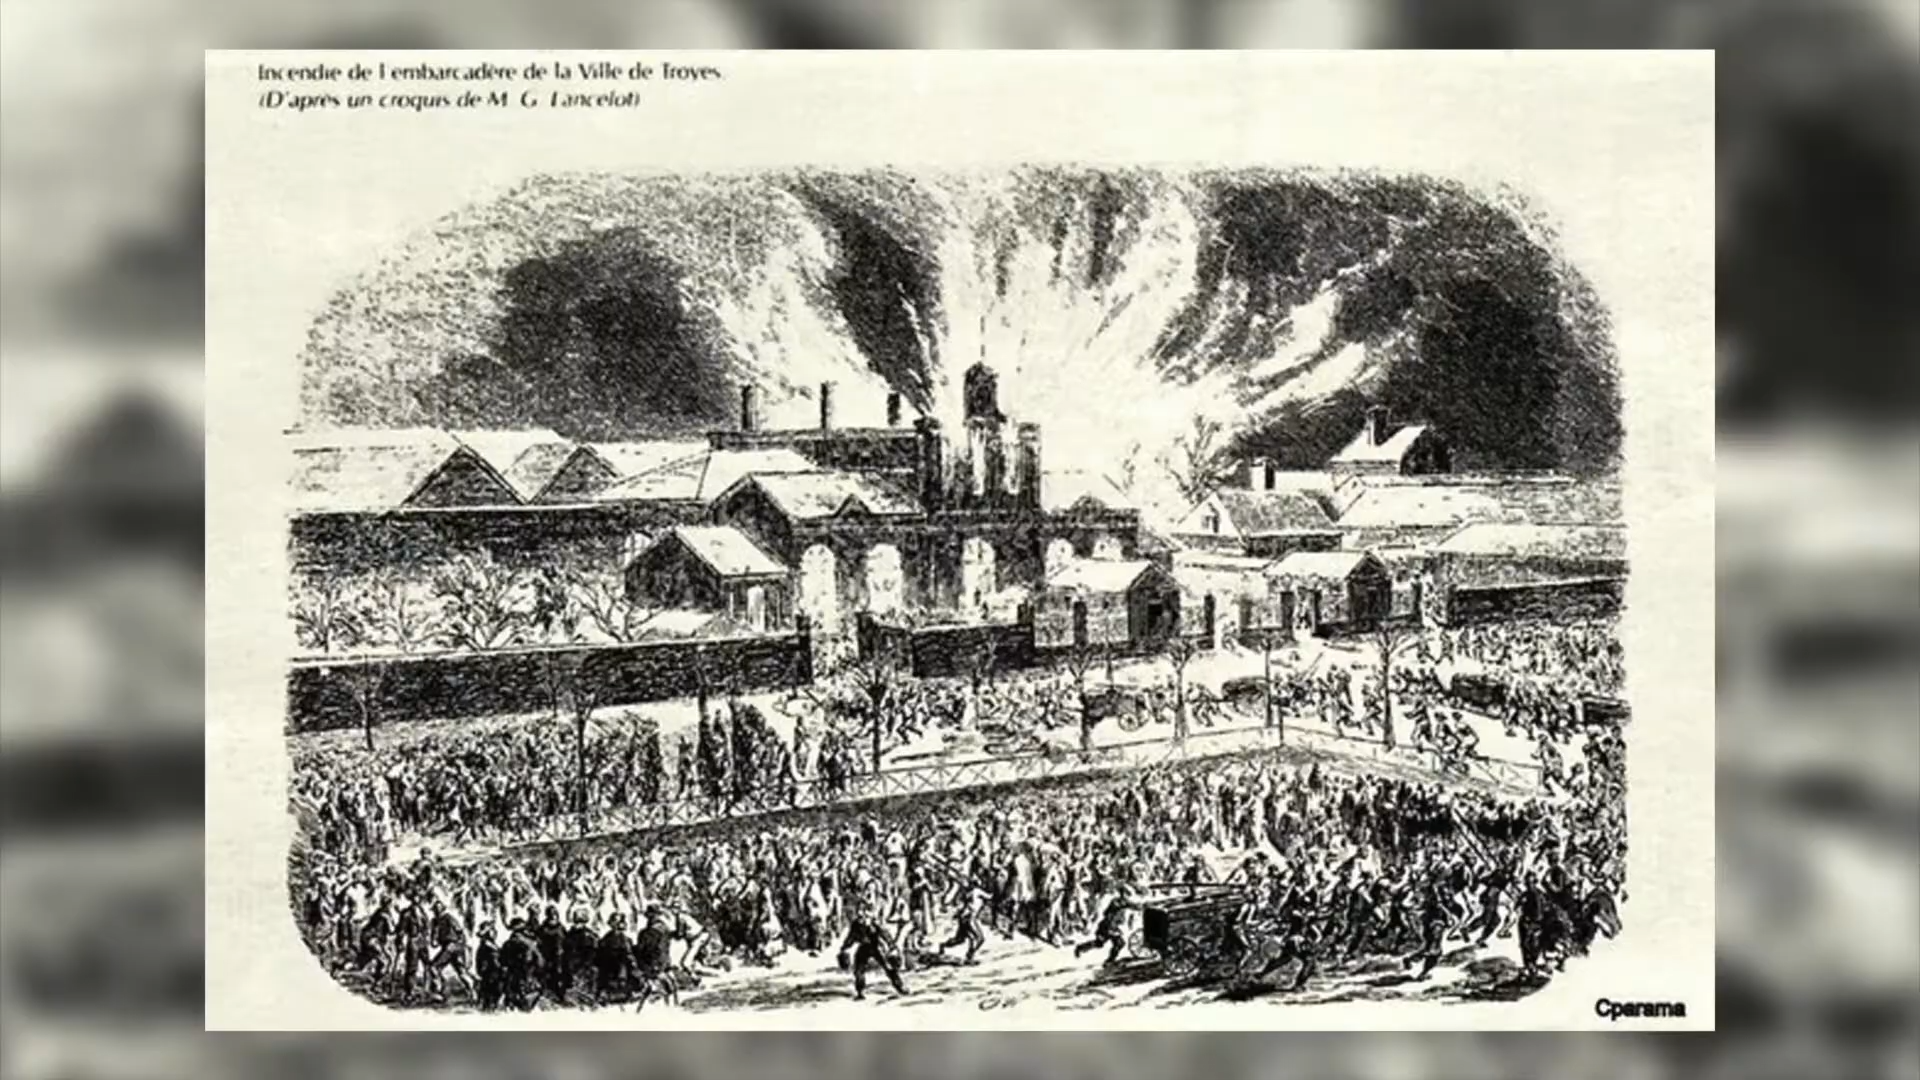 Incendie de l'embarcadère de la Ville de Troyes.
(D'après un croquis de M. G. Lancelot)
Cparama